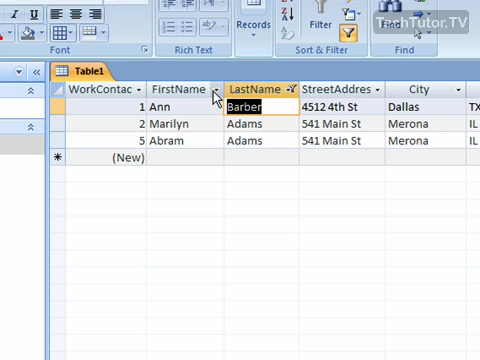 TechTutor.TV
I U
Records
Filter
Find
Font
Rich Text
Sort & Filter
Find
Table1
WorkContac FirstName LastName StreetAddres City
1 Ann Barber 4512 4th St Dallas TX
2 Marilyn Adams 541 Main St Merona IL
5 Abram Adams 541 Main St Merona IL
(New)